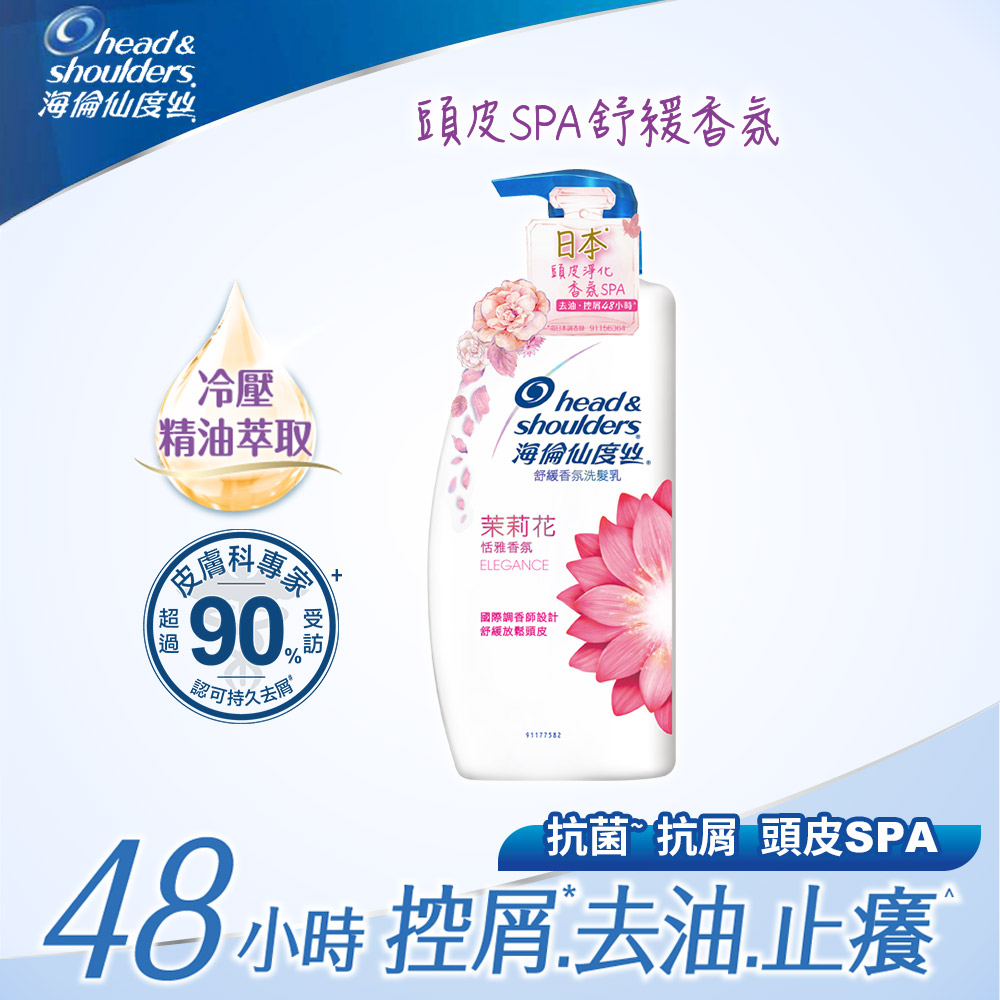 head &
shoulders
海倫仙度絲
頭皮SPA舒緩香氛
日本*
頭皮淨化
香氛SPA
去油·控屑48小時*
91156364
head &
shoulders®
海倫仙度絲®
舒緩香氛洗髮乳
茉莉花
恬雅香氛
ELEGANCE
國際調香師設計
舒緩放鬆頭皮
91177582
冷壓
精油萃取
皮膚科專家+
超過
90%
受訪
認可持久去屑#
抗菌~ 抗屑 頭皮SPA
48小時 控屑*.去油.止癢^